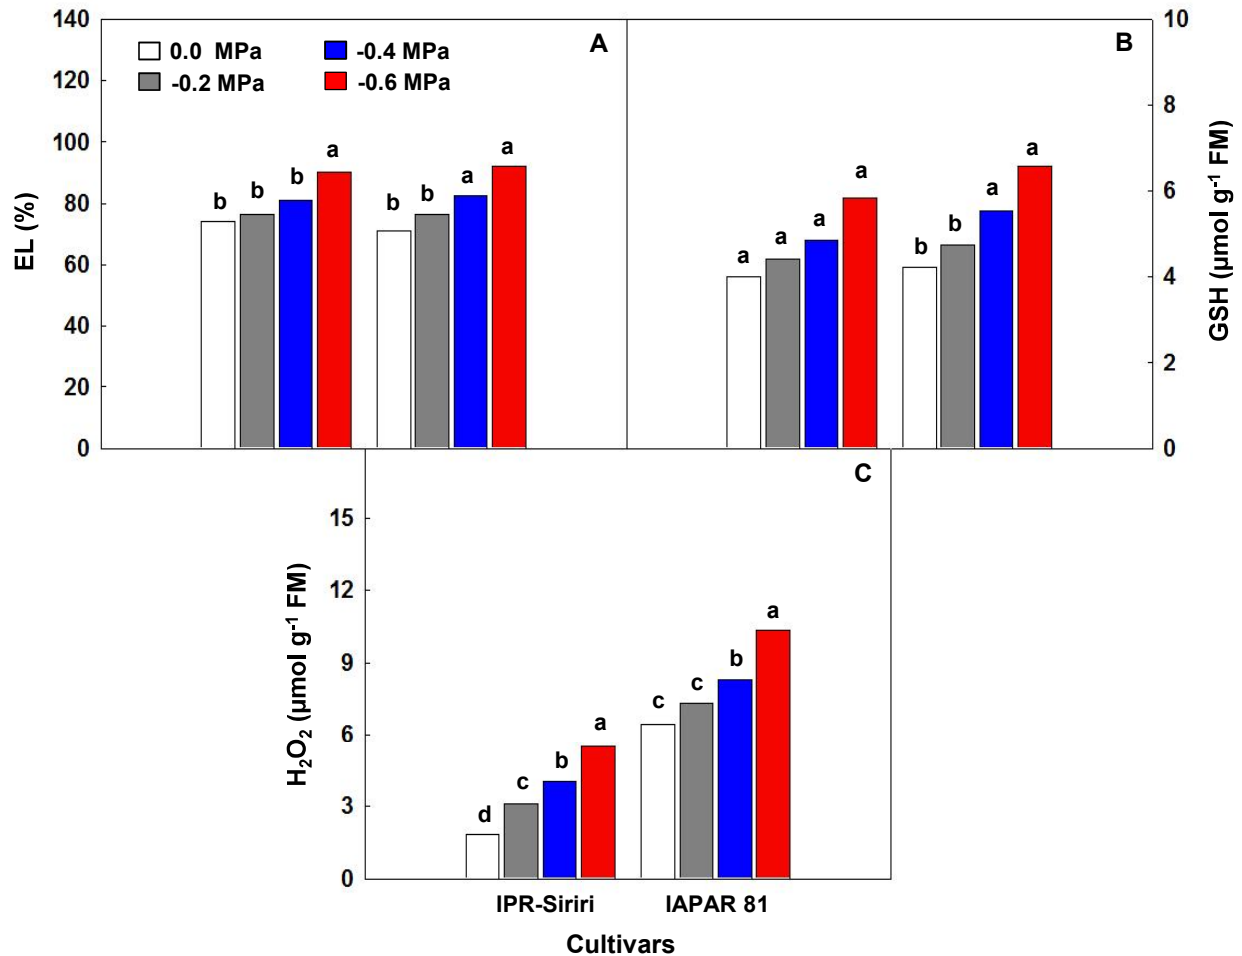 A
0.0 MPa
-0.4 MPa
-0.2 MPa
-0.6 MPa
140
120
100
80
60
40
20
0
EL (%)
b
b
b
a
b
b
a
a
B
10
8
6
4
2
0
GSH (µmol g⁻¹ FM)
a
a
a
a
b
b
a
a
C
15
12
9
6
3
0
H₂O₂ (µmol g⁻¹ FM)
d
c
b
a
c
c
b
a
IPR-Siriri
IAPAR 81
Cultivars